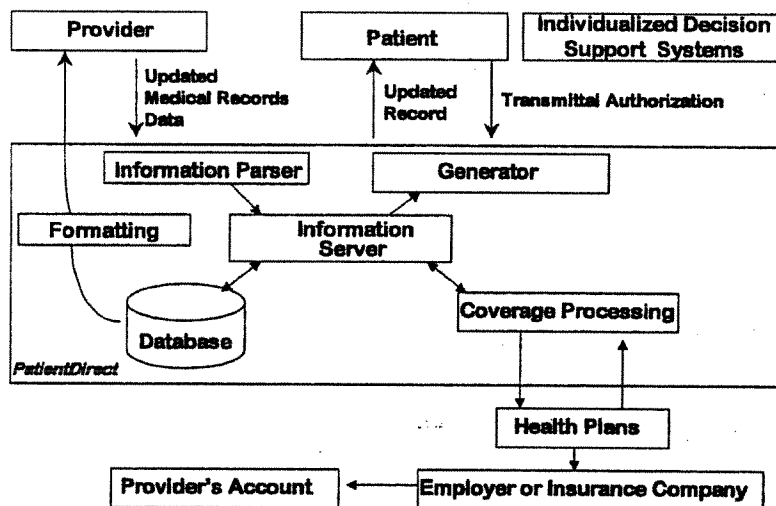 Provider
Patient
Individualized Decision
Support Systems
Updated
Medical Records
Data
Updated
Record
Transmittal Authorization
Information Parser
Generator
Formatting
Information
Server
Database
Coverage Processing
PatientDirect
Health Plans
Provider's Account
Employer or Insurance Company